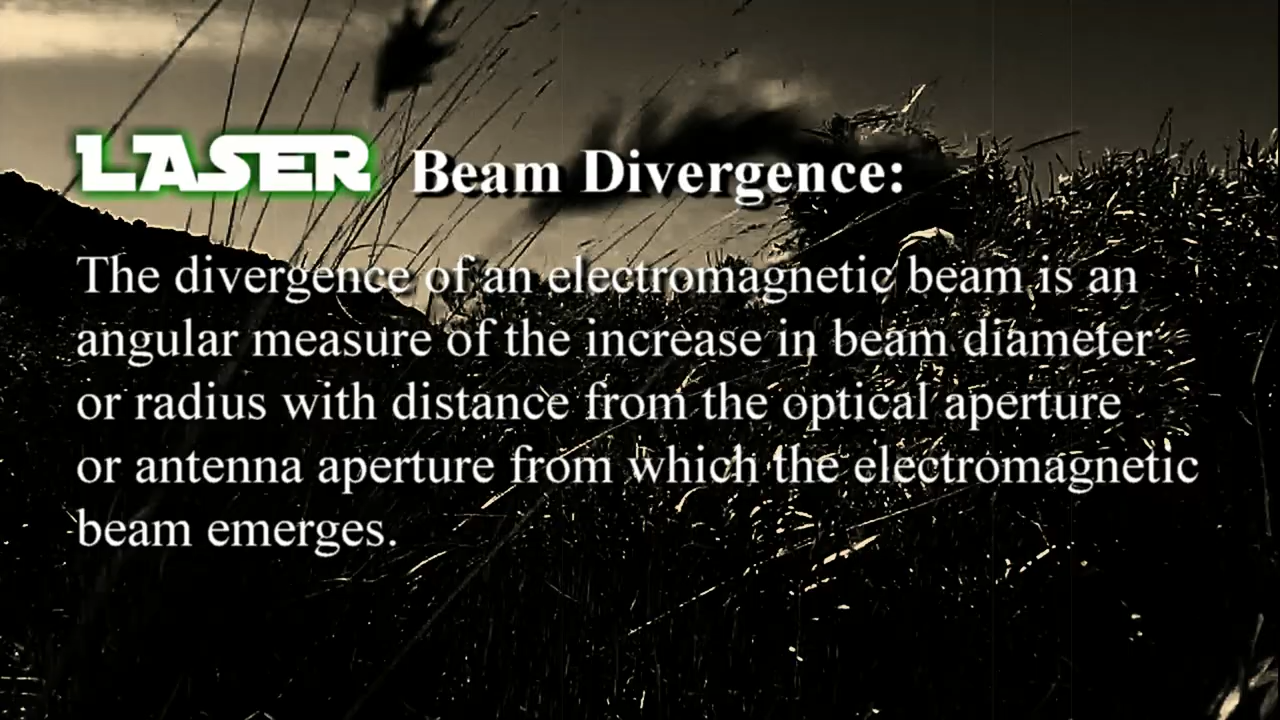 LASER Beam Divergence:
The divergence of an electromagnetic beam is an
angular measure of the increase in beam diameter
or radius with distance from the optical aperture
or antenna aperture from which the electromagnetic
beam emerges.